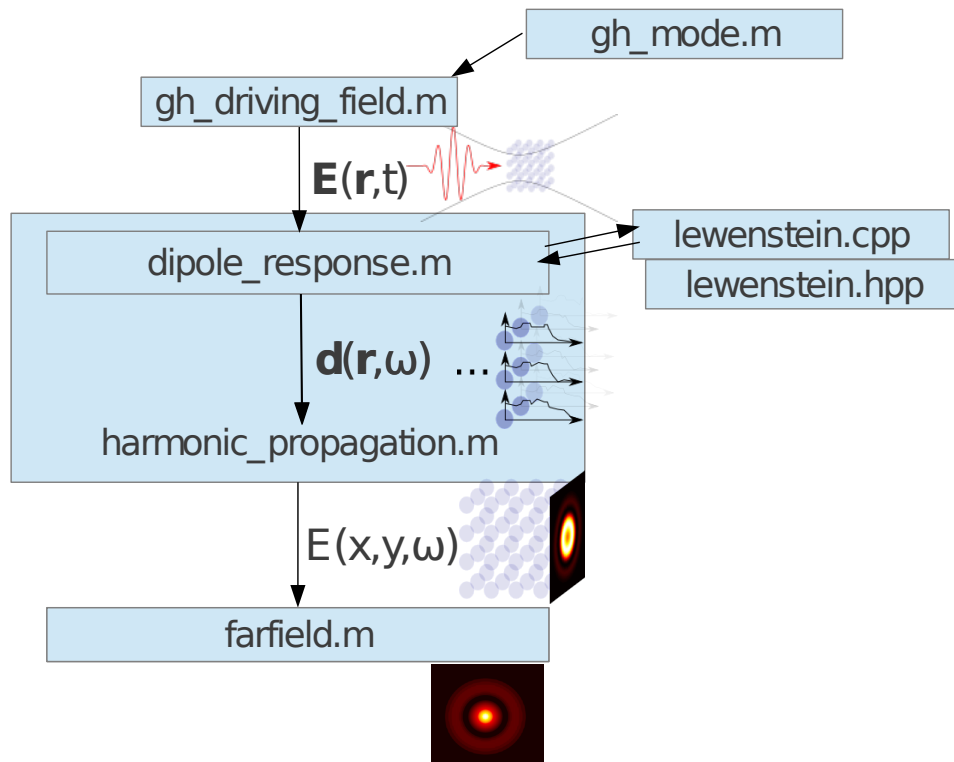 gh_mode.m
gh_driving_field.m
E(r,t)
dipole_response.m
lewenstein.cpp
lewenstein.hpp
d(r,ω) ...
harmonic_propagation.m
E(x,y,ω)
farfield.m